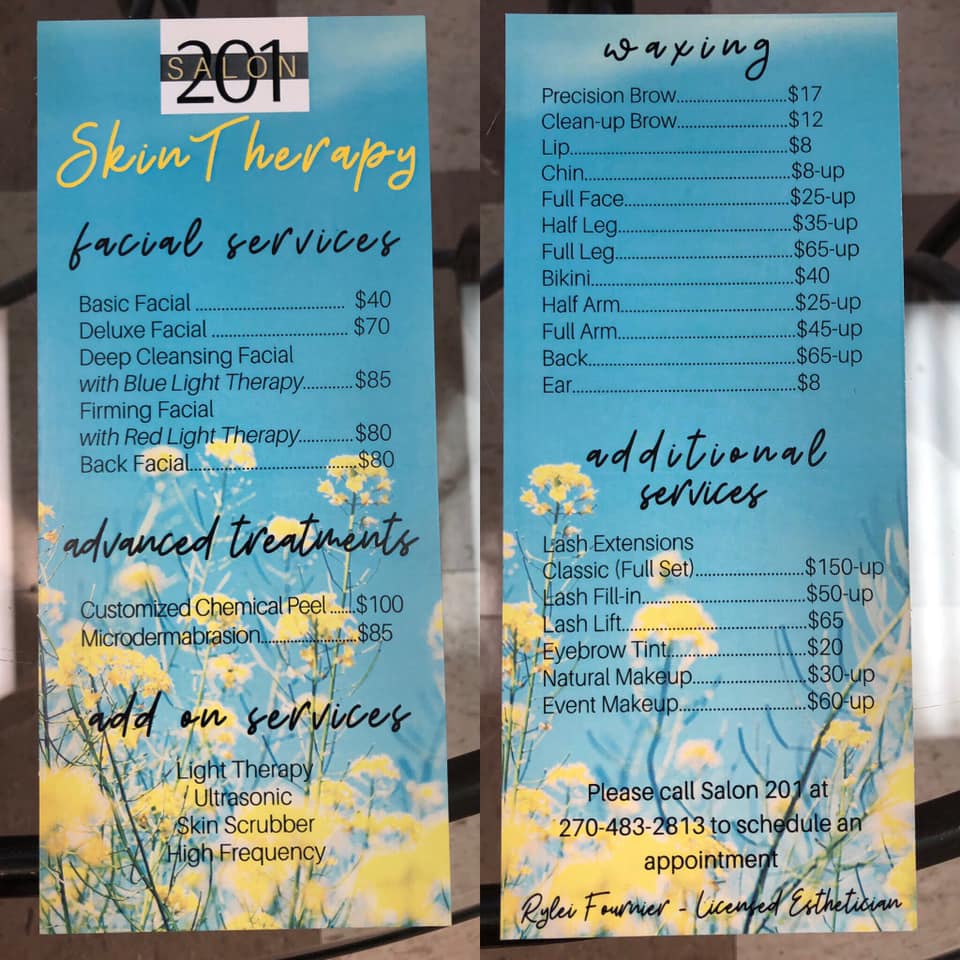 201
SALON
Skin Therapy
facial services
Basic Facial ............................ $40
Deluxe Facial .......................... $70
Deep Cleansing Facial
with Blue Light Therapy..........$85
Firming Facial
with Red Light Therapy...........$80
Back Facial................................$80
advanced treatments
Customized Chemical Peel .....$100
Microdermabrasion..................$85
add on services
Light Therapy
Ultrasonic
Skin Scrubber
High Frequency
waxing
Precision Brow......................$17
Clean-up Brow......................$12
Lip...........................................$8
Chin.........................................$8-up
Full Face.................................$25-up
Half Leg..................................$35-up
Full Leg...................................$65-up
Bikini.......................................$40
Half Arm..................................$25-up
Full Arm...................................$45-up
Back.........................................$65-up
Ear............................................$8
additional
services
Lash Extensions
Classic (Full Set)......................$150-up
Lash Fill-in................................$50-up
Lash Lift....................................$65
Eyebrow Tint............................$20
Natural Makeup.......................$30-up
Event Makeup.........................$60-up
Please call Salon 201 at
270-483-2813 to schedule an
appointment
Rylei Fournier - Licensed Esthetician